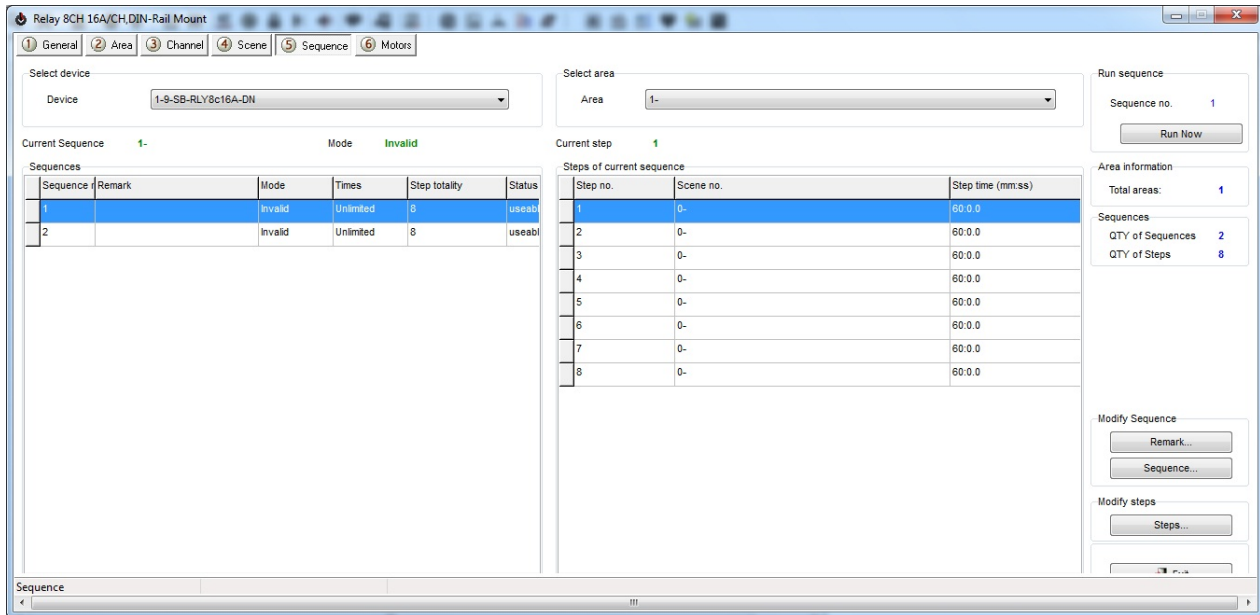 Relay 8CH 16A/CH,DIN-Rail Mount
1 General 2 Area 3 Channel 4 Scene 5 Sequence 6 Motors
Select device
Device 1-9-SB-RLY8c16A-DN
Select area
Area 1-
Run sequence
Sequence no. 1
Run Now
Current Sequence 1- Mode Invalid
Current step 1
Sequences
Sequence r Remark Mode Times Step totality Status
1 Invalid Unlimited 8 useabl
2 Invalid Unlimited 8 useabl
Steps of current sequence
Step no. Scene no. Step time (mm:ss)
1 0- 60:0.0
2 0- 60:0.0
3 0- 60:0.0
4 0- 60:0.0
5 0- 60:0.0
6 0- 60:0.0
7 0- 60:0.0
8 0- 60:0.0
Area information
Total areas: 1
Sequences
QTY of Sequences 2
QTY of Steps 8
Modify Sequence
Remark...
Sequence...
Modify steps
Steps...
Sequence